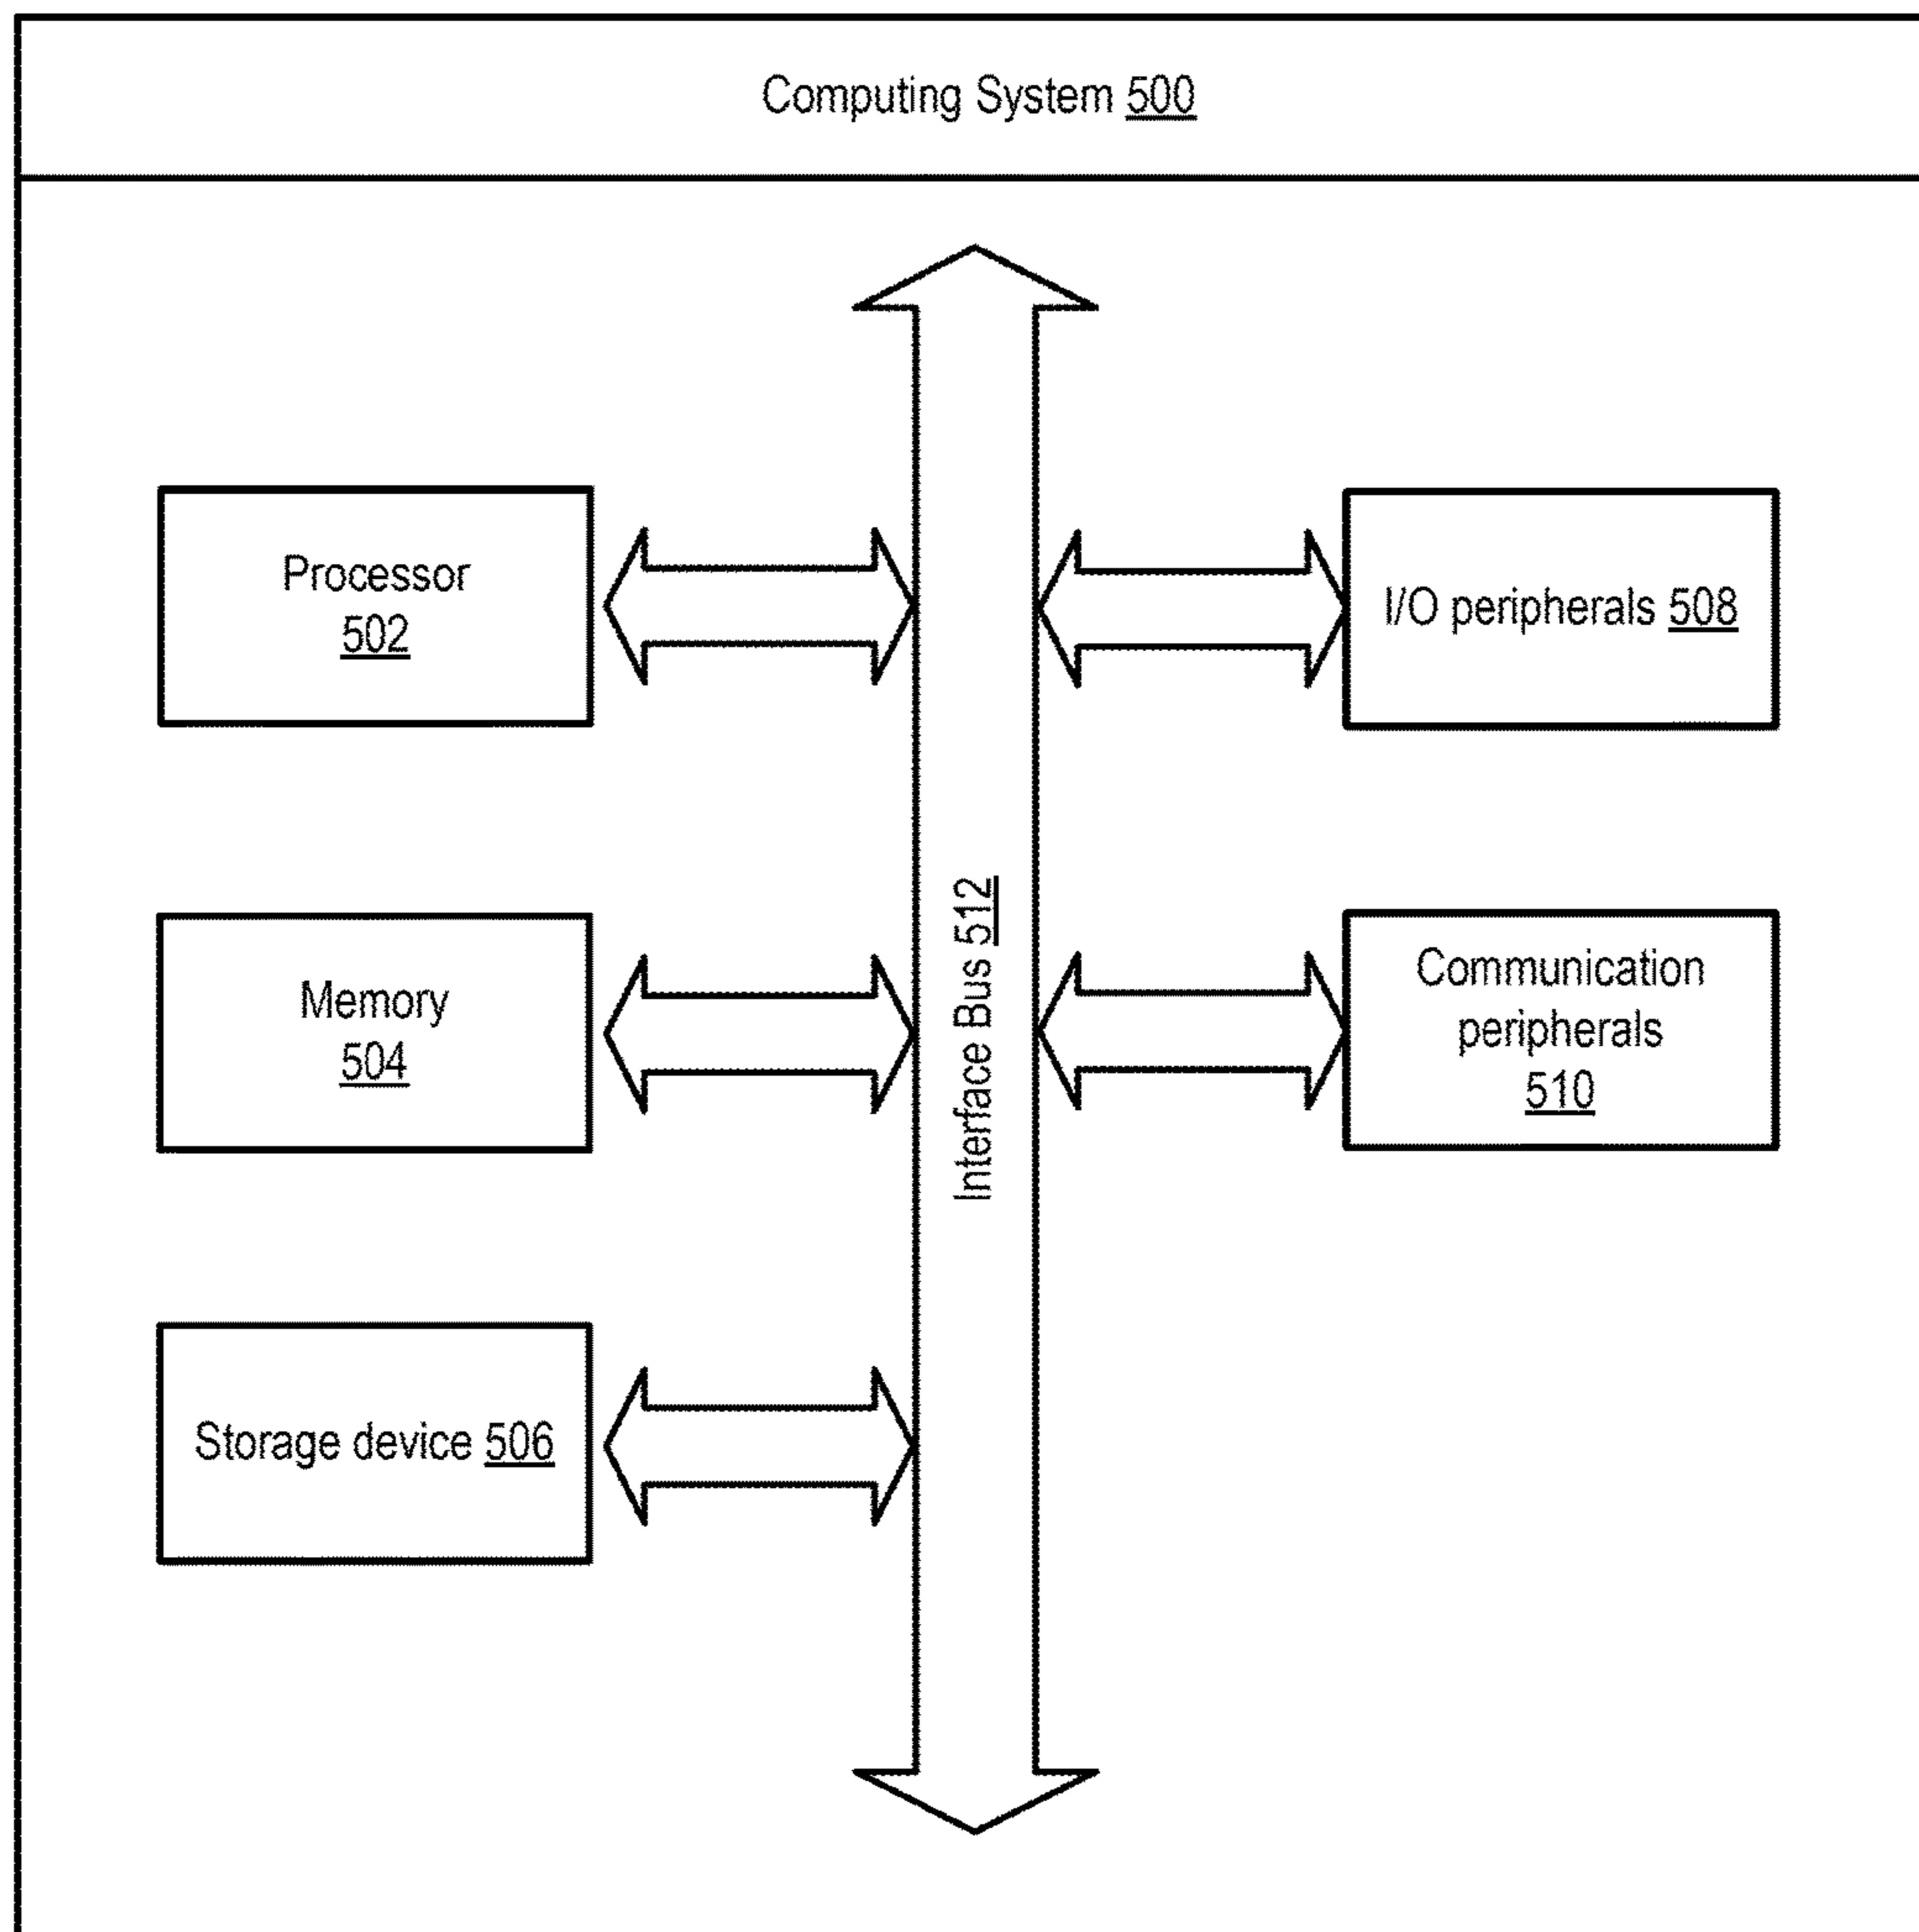 Computing System 500
Processor
502
I/O peripherals 508
Memory
504
Interface Bus 512
Communication
peripherals
510
Storage device 506